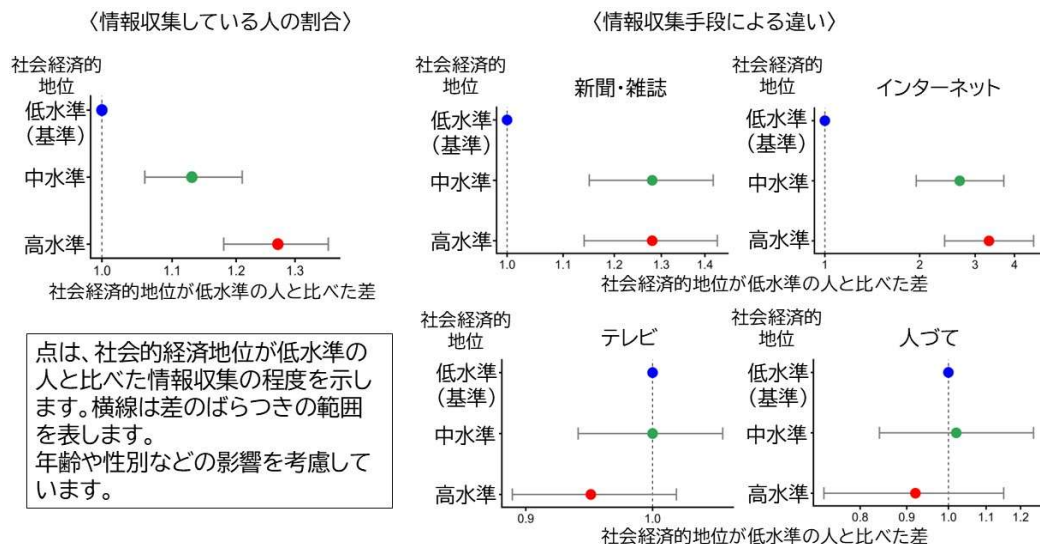 〈情報収集している人の割合〉
社会経済的
地位
低水準
(基準)
中水準
高水準
1.0 1.1 1.2 1.3
社会経済的地位が低水準の人と比べた差
点は、社会的経済地位が低水準の
人と比べた情報収集の程度を示し
ます。横線は差のばらつきの範囲
を表します。
年齢や性別などの影響を考慮して
います。
〈情報収集手段による違い〉
社会経済的
地位
新聞・雑誌
低水準
(基準)
中水準
高水準
1.0 1.1 1.2 1.3 1.4
社会経済的地位が低水準の人と比べた差
社会経済的
地位
インターネット
低水準
(基準)
中水準
高水準
1 2 3 4
社会経済的
地位
テレビ
低水準
(基準)
中水準
高水準
0.9 1.0
社会経済的地位が低水準の人と比べた差
社会経済的
地位
人づて
低水準
(基準)
中水準
高水準
0.8 0.9 1.0 1.1 1.2